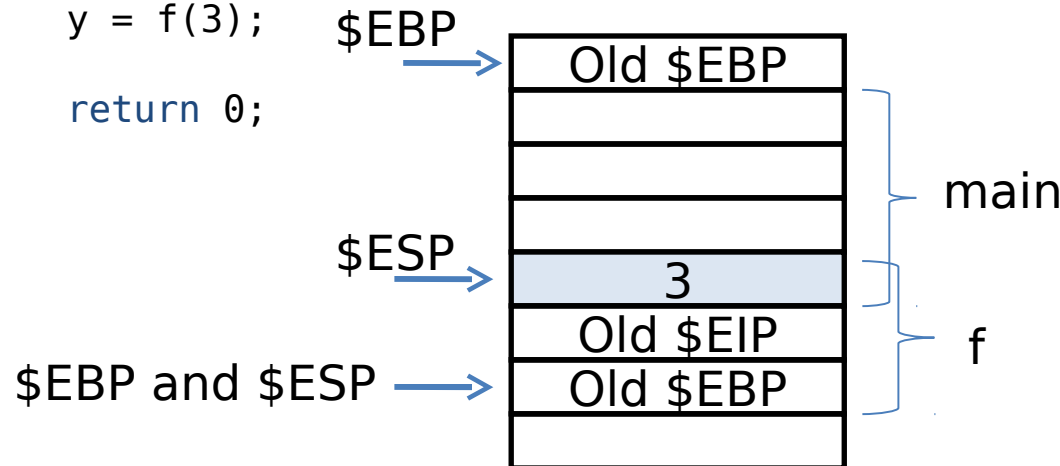 y = f(3);
$EBP
Old $EBP
return 0;
main
$ESP
3
Old $EIP
f
$EBP and $ESP
Old $EBP